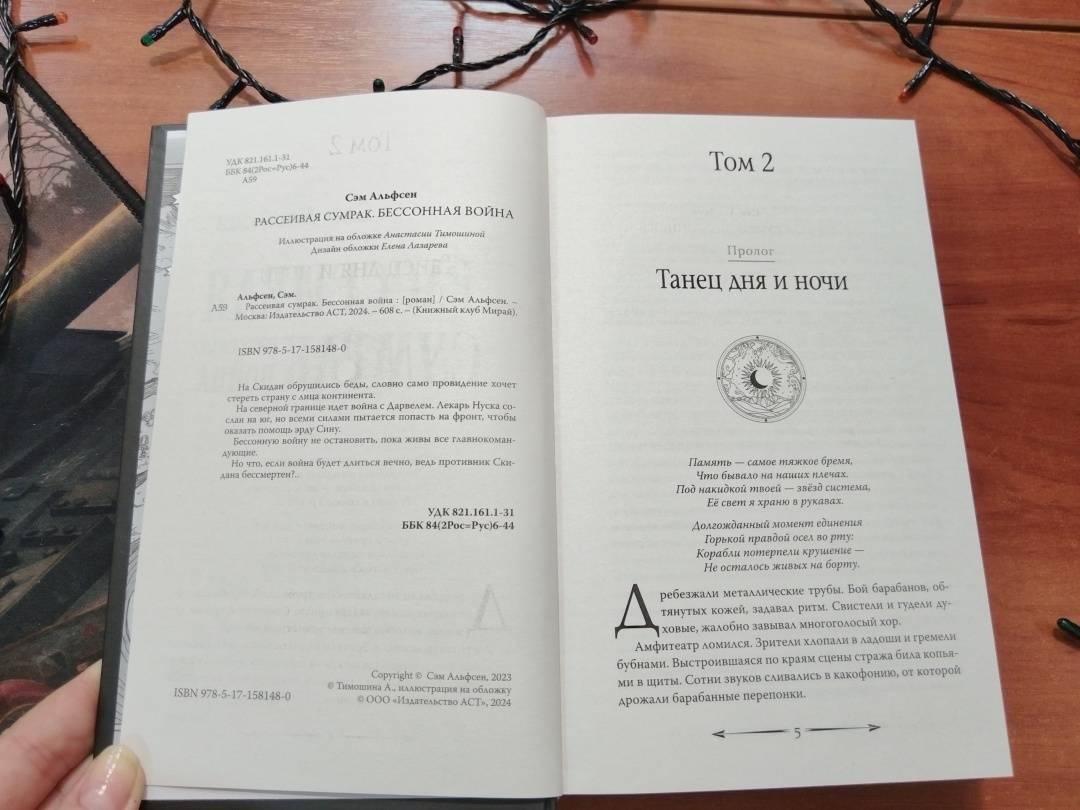 УДК 821.161.1-31
ББК 84(2Рос=Рус)6-44
А59
Сэм Альфсен
РАССЕИВАЯ СУМРАК. БЕССОННАЯ ВОЙНА
Иллюстрация на обложке Анастасии Тимошиной
Дизайн обложки Елена Лазарева
Альфсен, Сэм.
А59 Рассеивая сумрак. Бессонная война : [роман] / Сэм Альфсен. –
Москва: Издательство АСТ, 2024. – 608 с. – (Книжный клуб Мирай).
ISBN 978-5-17-158148-0
На Скидан обрушились беды, словно само провидение хочет
стереть страну с лица континента.
На северной границе идет война с Дарвелем. Лекарь Нуска со-
слан на юг, но всеми силами пытается попасть на фронт, чтобы
оказать помощь эрду Сину.
Бессонную войну не остановить, пока живы все главнокоман-
дующие.
Но что, если война будет длиться вечно, ведь противник Ски-
дана бессмертен?..
УДК 821.161.1-31
ББК 84(2Рос=Рус)6-44
Copyright © Сэм Альфсен, 2023
© Тимошина А., иллюстрация на обложку
ISBN 978-5-17-158148-0 © ООО «Издательство АСТ», 2024
Том 2
Пролог
Танец дня и ночи
Память — самое тяжкое бремя,
Что бывало на наших плечах.
Под накидкой твоей — звёзд система,
Её свет я храню в рукавах.
Долгожданный момент единения
Горькой правдой осел во рту:
Корабли потерпели крушение —
Не осталось живых на борту.
Дребезжали металлические трубы. Бой барабанов, об-
тянутых кожей, задавал ритм. Свистели и гудели ду-
ховые, жалобно завывал многоголосый хор.
Амфитеатр ломился. Зрители хлопали в ладоши и гремели
бубнами. Выстроившаяся по краям сцены стража била копья-
ми в щиты. Сотни звуков сливались в какофонию, от которой
дрожали барабанные перепонки.
5